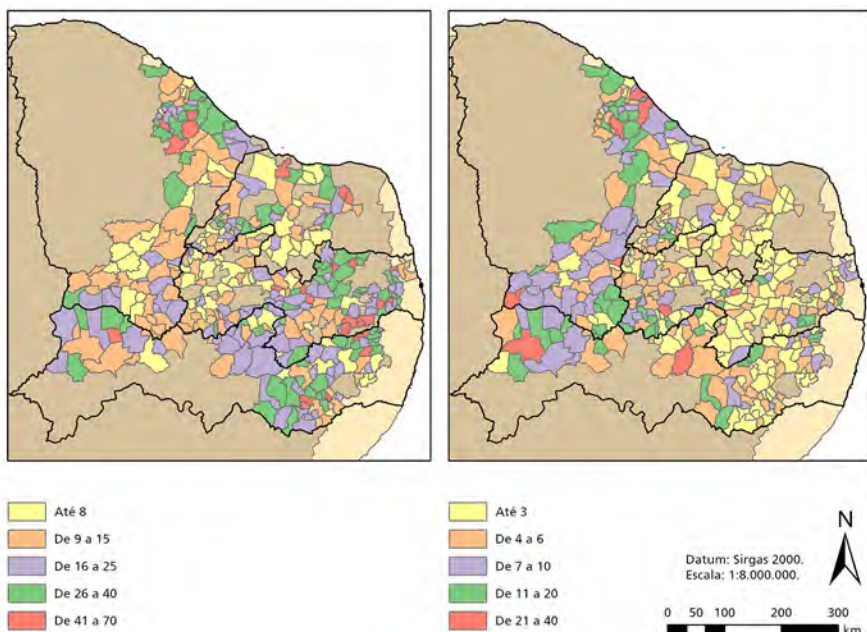 Até 8
De 9 a 15
De 16 a 25
De 26 a 40
De 41 a 70
Até 3
De 4 a 6
De 7 a 10
De 11 a 20
De 21 a 40
N
Datum: Sirgas 2000.
Escala: 1:8.000.000.
0 50 100 200 300
km